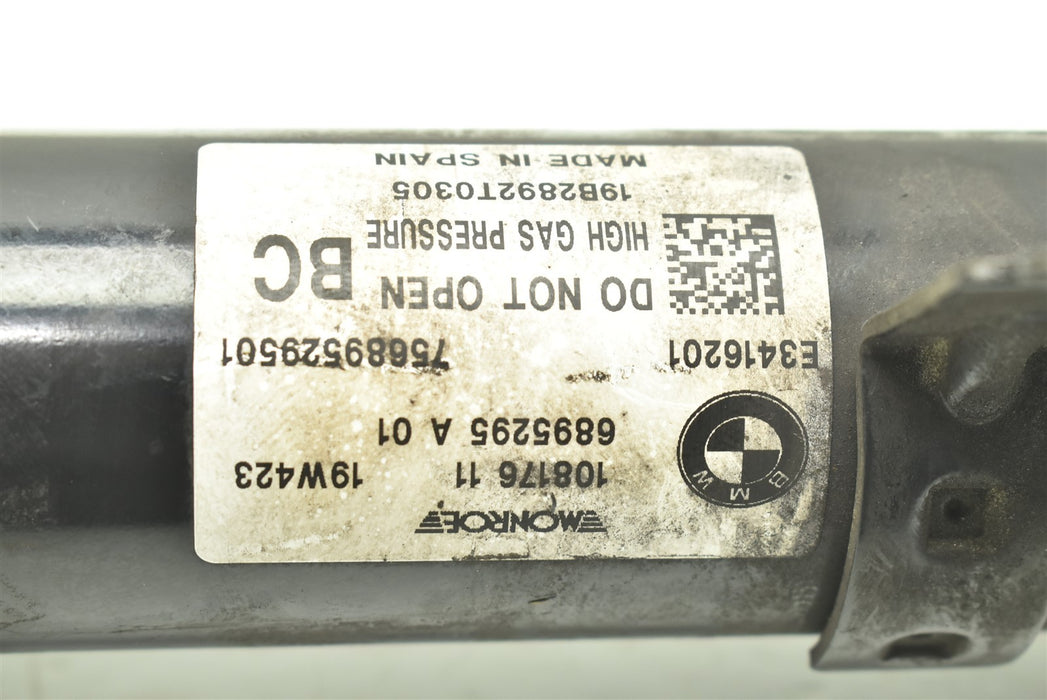 MONROE
108176 11 19W423
6895295 A 01
BMW
E3416201 75689529501
DO NOT OPEN BC
HIGH GAS PRESSURE
19B2892T0305
MADE IN SPAIN